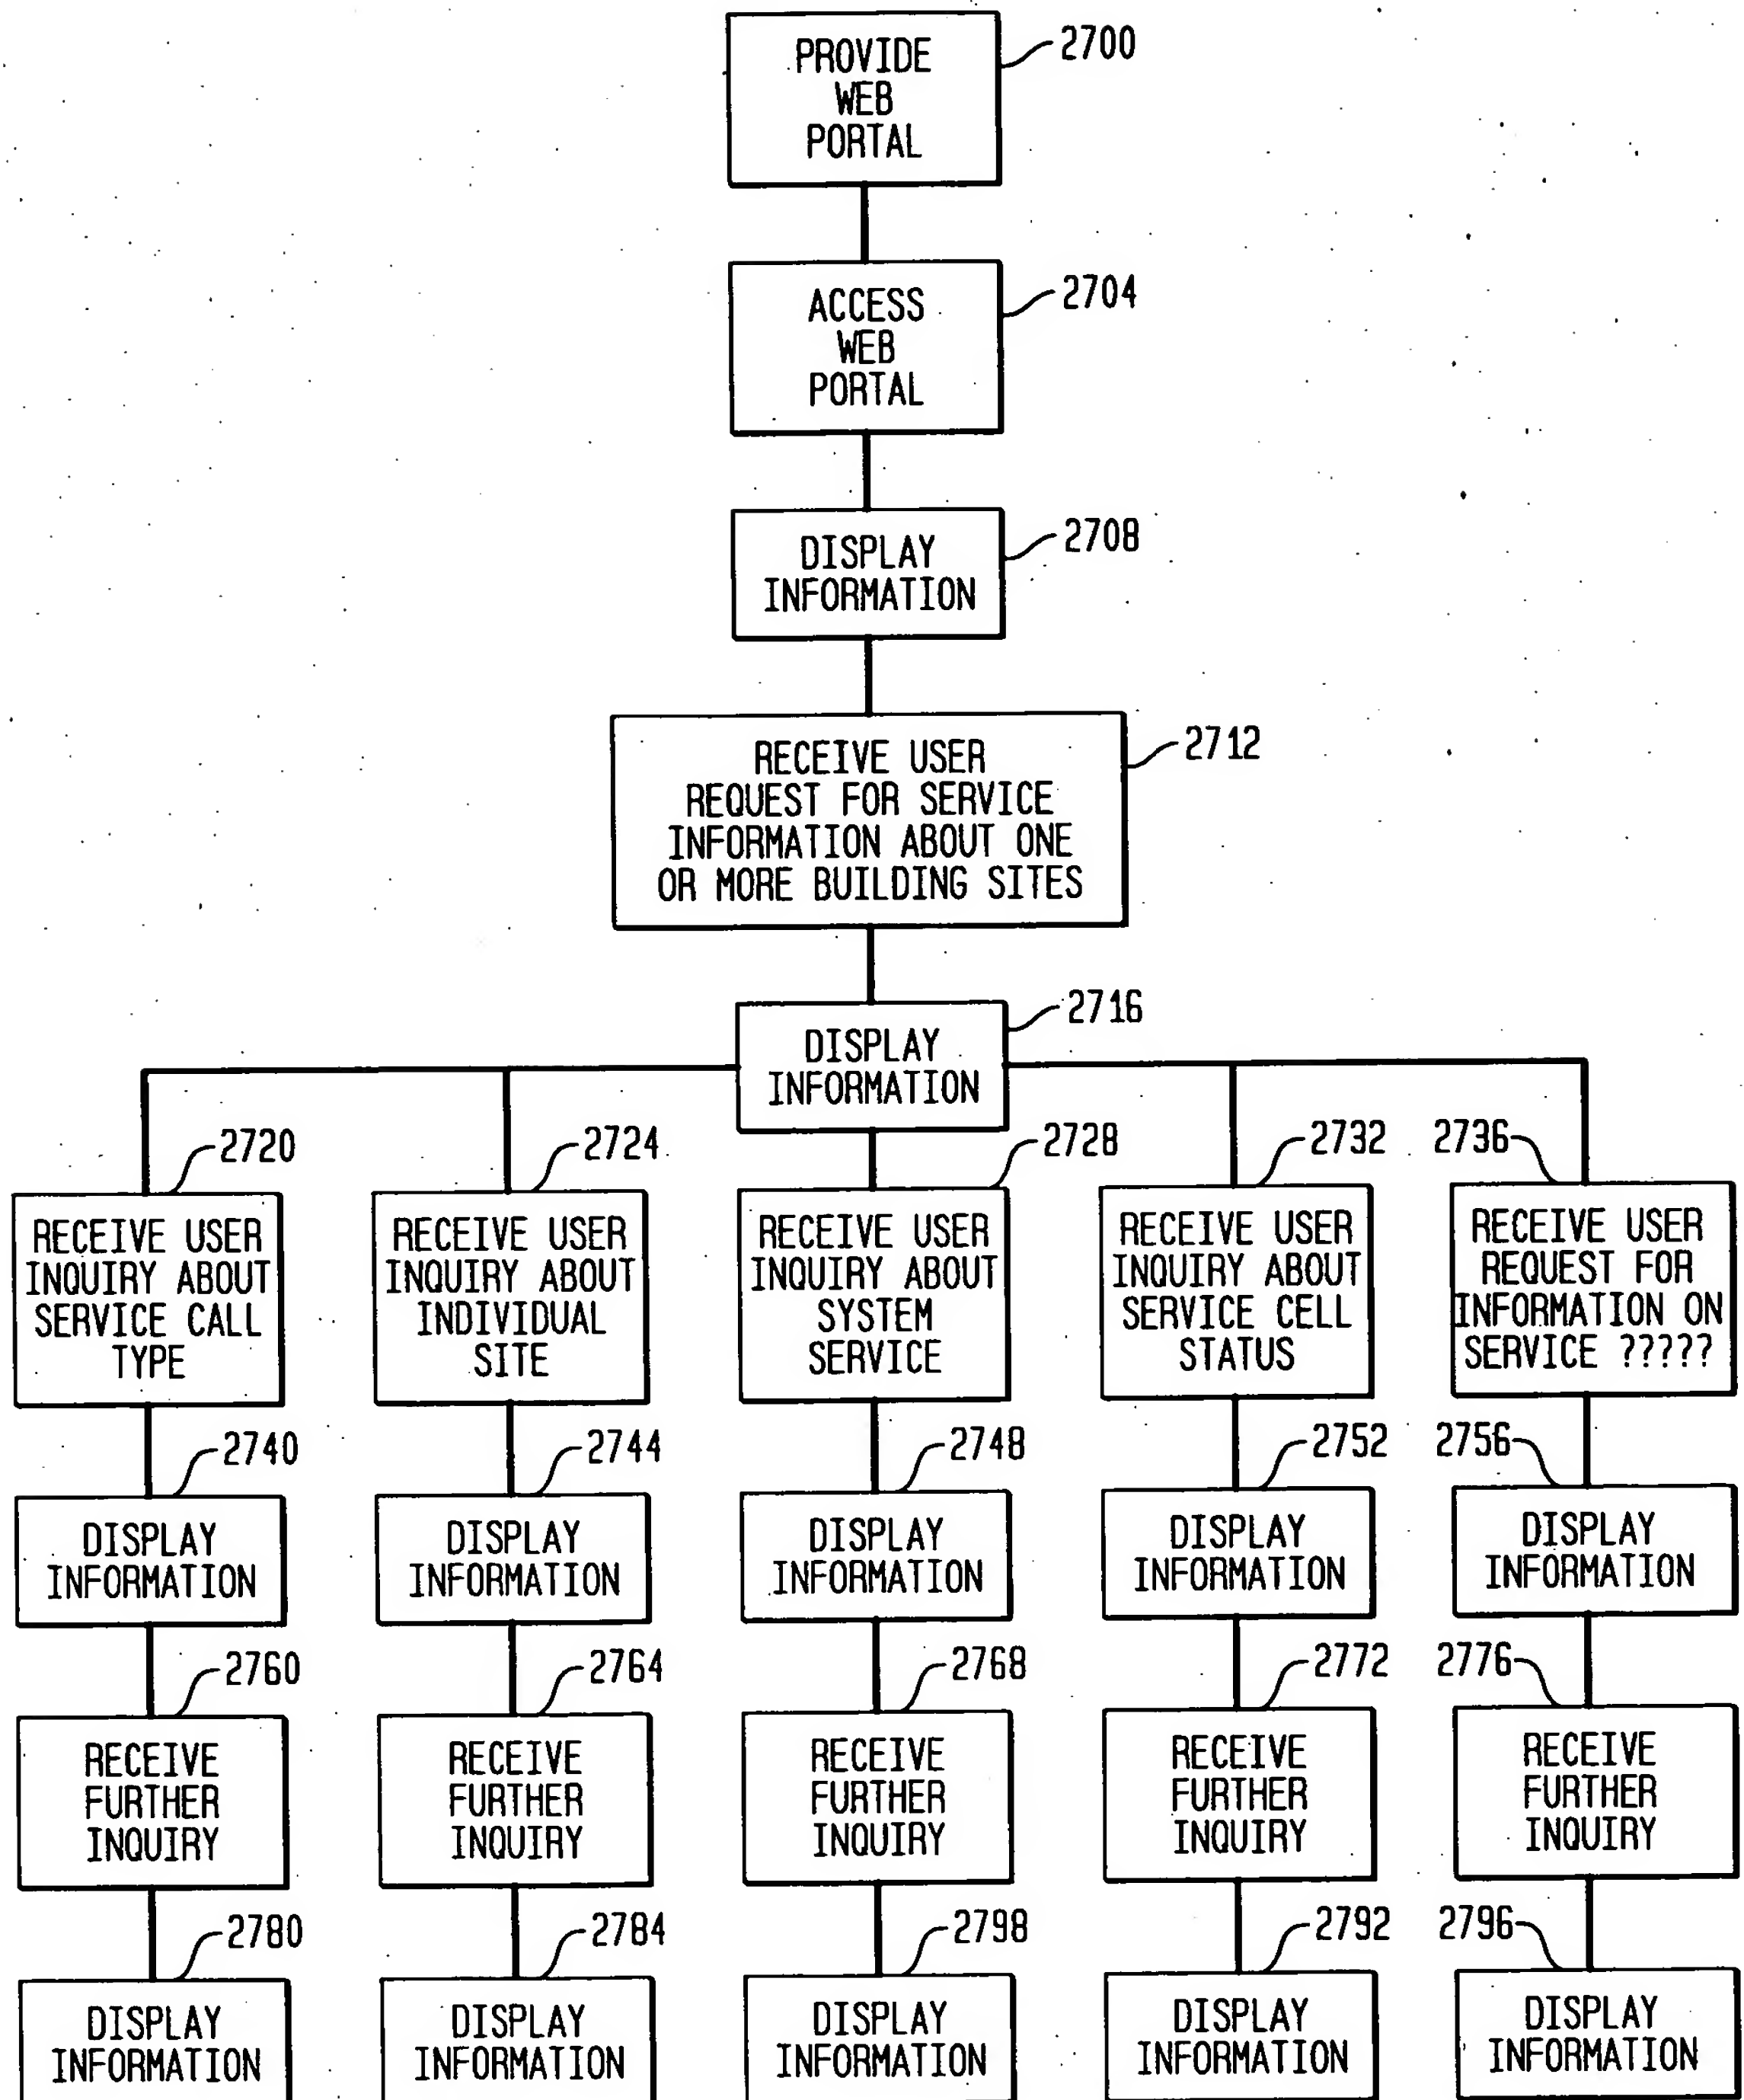 PROVIDE
WEB
PORTAL
2700
ACCESS
WEB
PORTAL
2704
DISPLAY
INFORMATION
2708
RECEIVE USER
REQUEST FOR SERVICE
INFORMATION ABOUT ONE
OR MORE BUILDING SITES
2712
DISPLAY
INFORMATION
2716
2720
RECEIVE USER
INQUIRY ABOUT
SERVICE CALL
TYPE
2724
RECEIVE USER
INQUIRY ABOUT
INDIVIDUAL
SITE
2728
RECEIVE USER
INQUIRY ABOUT
SYSTEM
SERVICE
2732
RECEIVE USER
INQUIRY ABOUT
SERVICE CELL
STATUS
2736
RECEIVE USER
REQUEST FOR
INFORMATION ON
SERVICE ?????
2740
DISPLAY
INFORMATION
2744
DISPLAY
INFORMATION
2748
DISPLAY
INFORMATION
2752
DISPLAY
INFORMATION
2756
DISPLAY
INFORMATION
2760
RECEIVE
FURTHER
INQUIRY
2764
RECEIVE
FURTHER
INQUIRY
2768
RECEIVE
FURTHER
INQUIRY
2772
RECEIVE
FURTHER
INQUIRY
2776
RECEIVE
FURTHER
INQUIRY
2780
DISPLAY
INFORMATION
2784
DISPLAY
INFORMATION
2798
DISPLAY
INFORMATION
2792
DISPLAY
INFORMATION
2796
DISPLAY
INFORMATION